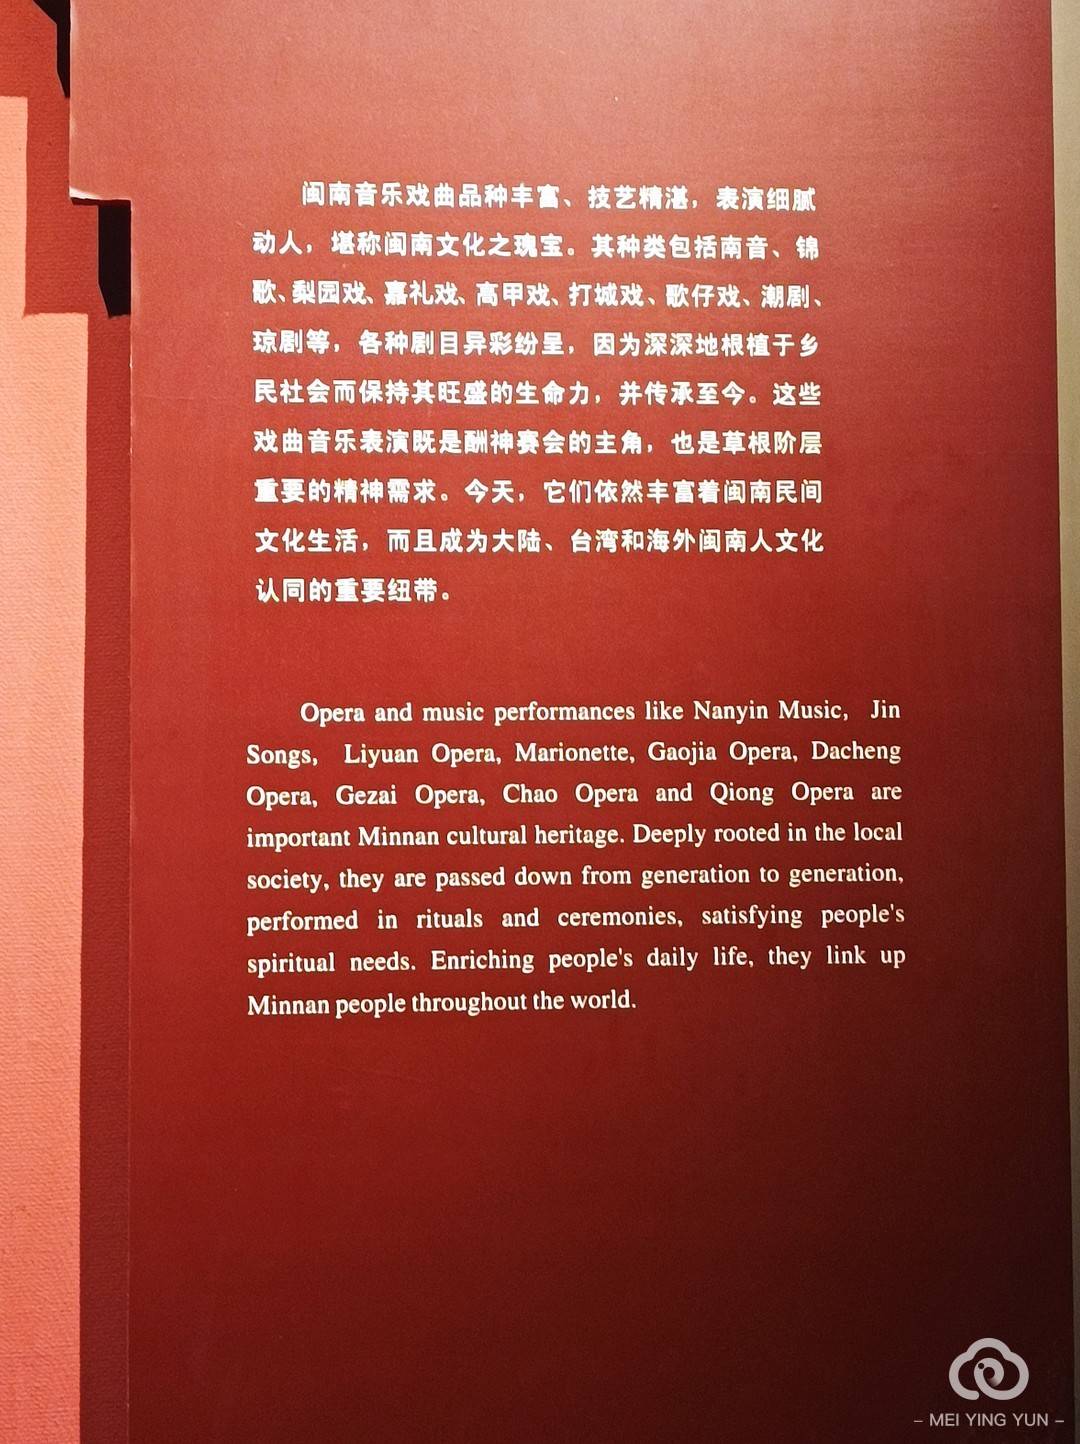 闽南音乐戏曲品种丰富、技艺精湛，表演细腻
动人，堪称闽南文化之瑰宝。其种类包括南音、锦
歌、梨园戏、嘉礼戏、高甲戏、打城戏、歌仔戏、潮剧、
琼剧等，各种剧目异彩纷呈，因为深深地根植于乡
民社会而保持其旺盛的生命力，并传承至今。这些
戏曲音乐表演既是酬神赛会的主角，也是草根阶层
重要的精神需求。今天，它们依然丰富着闽南民间
文化生活，而且成为大陆、台湾和海外闽南人文化
认同的重要纽带。
Opera and music performances like Nanyin Music, Jin
Songs, Liyuan Opera, Marionette, Gaojia Opera, Dacheng
Opera, Gezai Opera, Chao Opera and Qiong Opera are
important Minnan cultural heritage. Deeply rooted in the local
society, they are passed down from generation to generation,
performed in rituals and ceremonies, satisfying people's
spiritual needs. Enriching people's daily life, they link up
Minnan people throughout the world.
– MEI YING YUN –